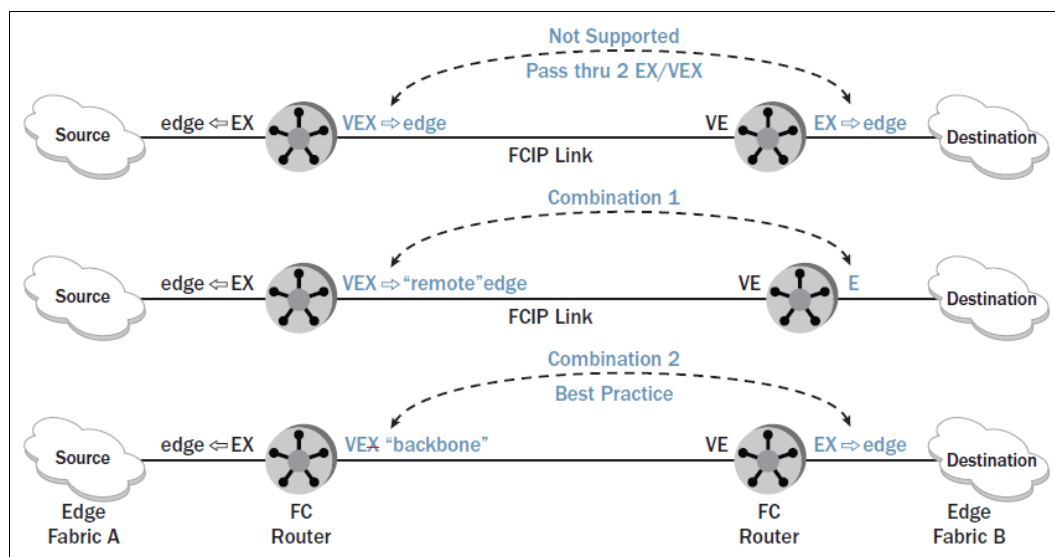 Not Supported
Pass thru 2 EX/VEX
Source
edge ⇐ EX
VEX ⇨ edge
VE
EX ⇨ edge
Destination
FCIP Link
Combination 1
Source
edge ⇐ EX
VEX ⇨ “remote”edge
VE
E
Destination
FCIP Link
Combination 2
Best Practice
Source
edge ⇐ EX
VEX “backbone”
VE
EX ⇨ edge
Destination
Edge
Fabric A
FC
Router
FC
Router
Edge
Fabric B